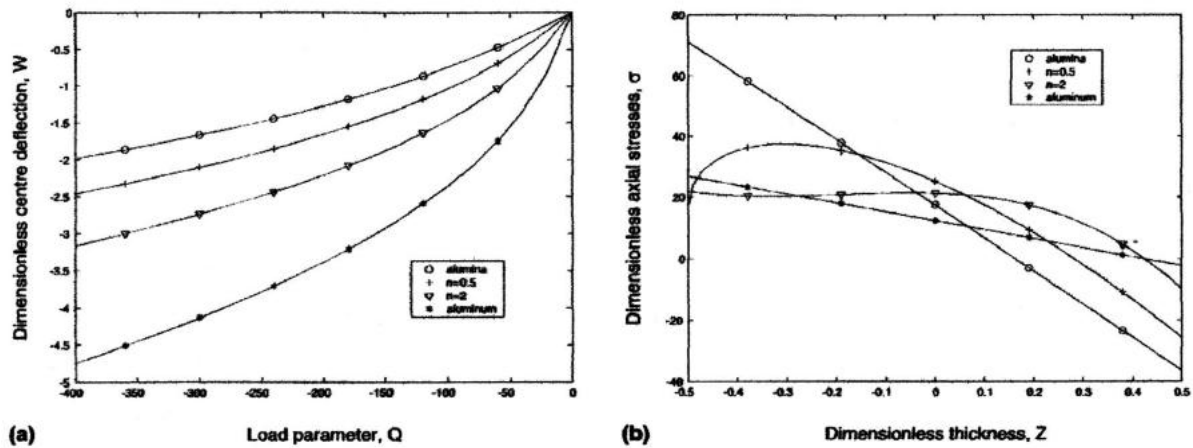 Dimensionless centre deflection, W
0
-0.5
-1
-1.5
-2
-2.5
-3
-3.5
-4
-4.5
-5
-400
-350
-300
-250
-200
-150
-100
-50
0
alumina
n=0.5
n=2
aluminum
(a)
Load parameter, Q
Dimensionless axial stresses, σ
80
60
40
20
0
-20
-40
-0.5
-0.4
-0.3
-0.2
-0.1
0
0.1
0.2
0.3
0.4
0.5
alumina
n=0.5
n=2
aluminum
(b)
Dimensionless thickness, Z